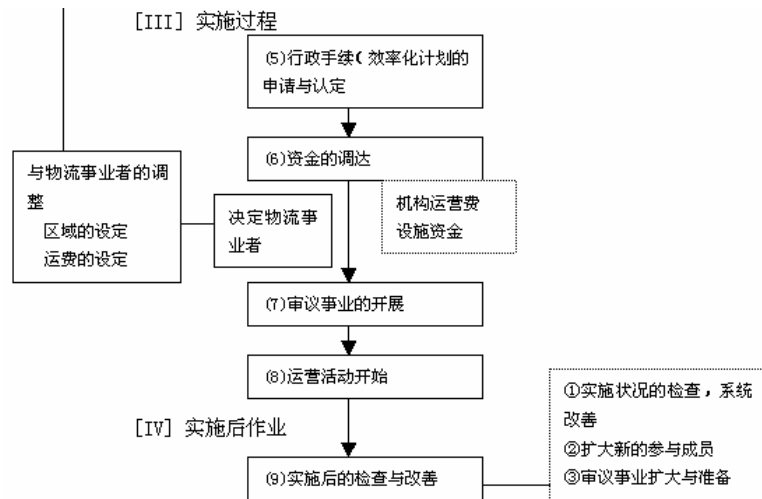 [III] 实施过程
(5)行政手续(效率化计划的
申请与认定
(6)资金的调达
与物流事业者的调
整
区域的设定
运费的设定
决定物流事
业者
机构运营费
设施资金
(7)审议事业的开展
(8)运营活动开始
[IV] 实施后作业
(9)实施后的检查与改善
①实施状况的检查，系统
改善
②扩大新的参与成员
③审议事业扩大与准备